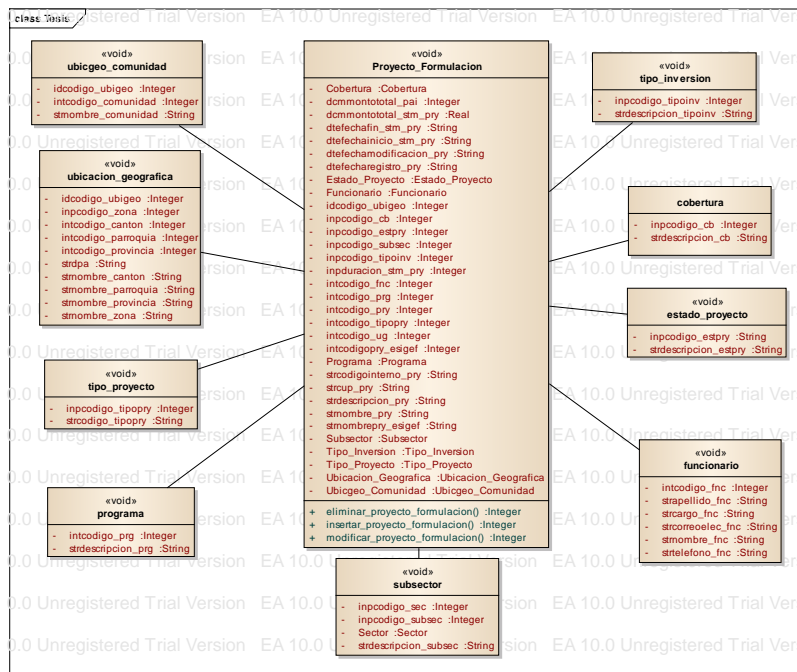 class Tesis
EA 10.0 Unregistered Trial Version
«void»
ubicgeo_comunidad
- idcodigo_ubigeo :Integer
- intcodigo_comunidad :Integer
- strnombre_comunidad :String
«void»
ubicacion_geografica
- idcodigo_ubigeo :Integer
- inpcodigo_zona :Integer
- intcodigo_canton :Integer
- intcodigo_parroquia :Integer
- intcodigo_provincia :Integer
- strdpa :String
- strnombre_canton :String
- strnombre_parroquia :String
- strnombre_provincia :String
- strnombre_zona :String
«void»
tipo_proyecto
- inpcodigo_tipopry :Integer
- strcodigo_tipopry :String
«void»
programa
- intcodigo_prg :Integer
- strdescripcion_prg :String
«void»
Proyecto_Formulacion
- Cobertura :Cobertura
- dcmmontototal_pai :Integer
- dcmmontototal_stm_pry :Real
- dtefechafin_stm_pry :String
- dtefechainicio_stm_pry :String
- dtefechamodificacion_pry :String
- dtefecharegistro_pry :String
- Estado_Proyecto :Estado_Proyecto
- Funcionario :Funcionario
- idcodigo_ubigeo :Integer
- inpcodigo_cb :Integer
- inpcodigo_estpry :Integer
- inpcodigo_subsec :Integer
- inpcodigo_tipoinv :Integer
- inpduracion_stm_pry :Integer
- intcodigo_fnc :Integer
- intcodigo_prg :Integer
- intcodigo_pry :Integer
- intcodigo_tipopry :Integer
- intcodigo_ug :Integer
- intcodigopry_esigef :Integer
- Programa :Programa
- strcodigointerno_pry :String
- strcup_pry :String
- strdescripcion_pry :String
- strnombre_pry :String
- strnombrepry_esigef :String
- Subsector :Subsector
- Tipo_Inversion :Tipo_Inversion
- Tipo_Proyecto :Tipo_Proyecto
- Ubicacion_Geografica :Ubicacion_Geografica
- Ubicgeo_Comunidad :Ubicgeo_Comunidad
+ eliminar_proyecto_formulacion() :Integer
+ insertar_proyecto_formulacion() :Integer
+ modificar_proyecto_formulacion() :Integer
«void»
subsector
- inpcodigo_sec :Integer
- inpcodigo_subsec :Integer
- Sector :Sector
- strdescripcion_subsec :String
«void»
tipo_inversion
- inpcodigo_tipoinv :Integer
- strdescripcion_tipoinv :String
cobertura
- inpcodigo_cb :Integer
- strdescripcion_cb :String
«void»
estado_proyecto
- inpcodigo_estpry :String
- strdescripcion_estpry :String
«void»
funcionario
- intcodigo_fnc :Integer
- strapellido_fnc :String
- strcargo_fnc :String
- strcorreoelec_fnc :String
- strnombre_fnc :String
- strtelefono_fnc :String